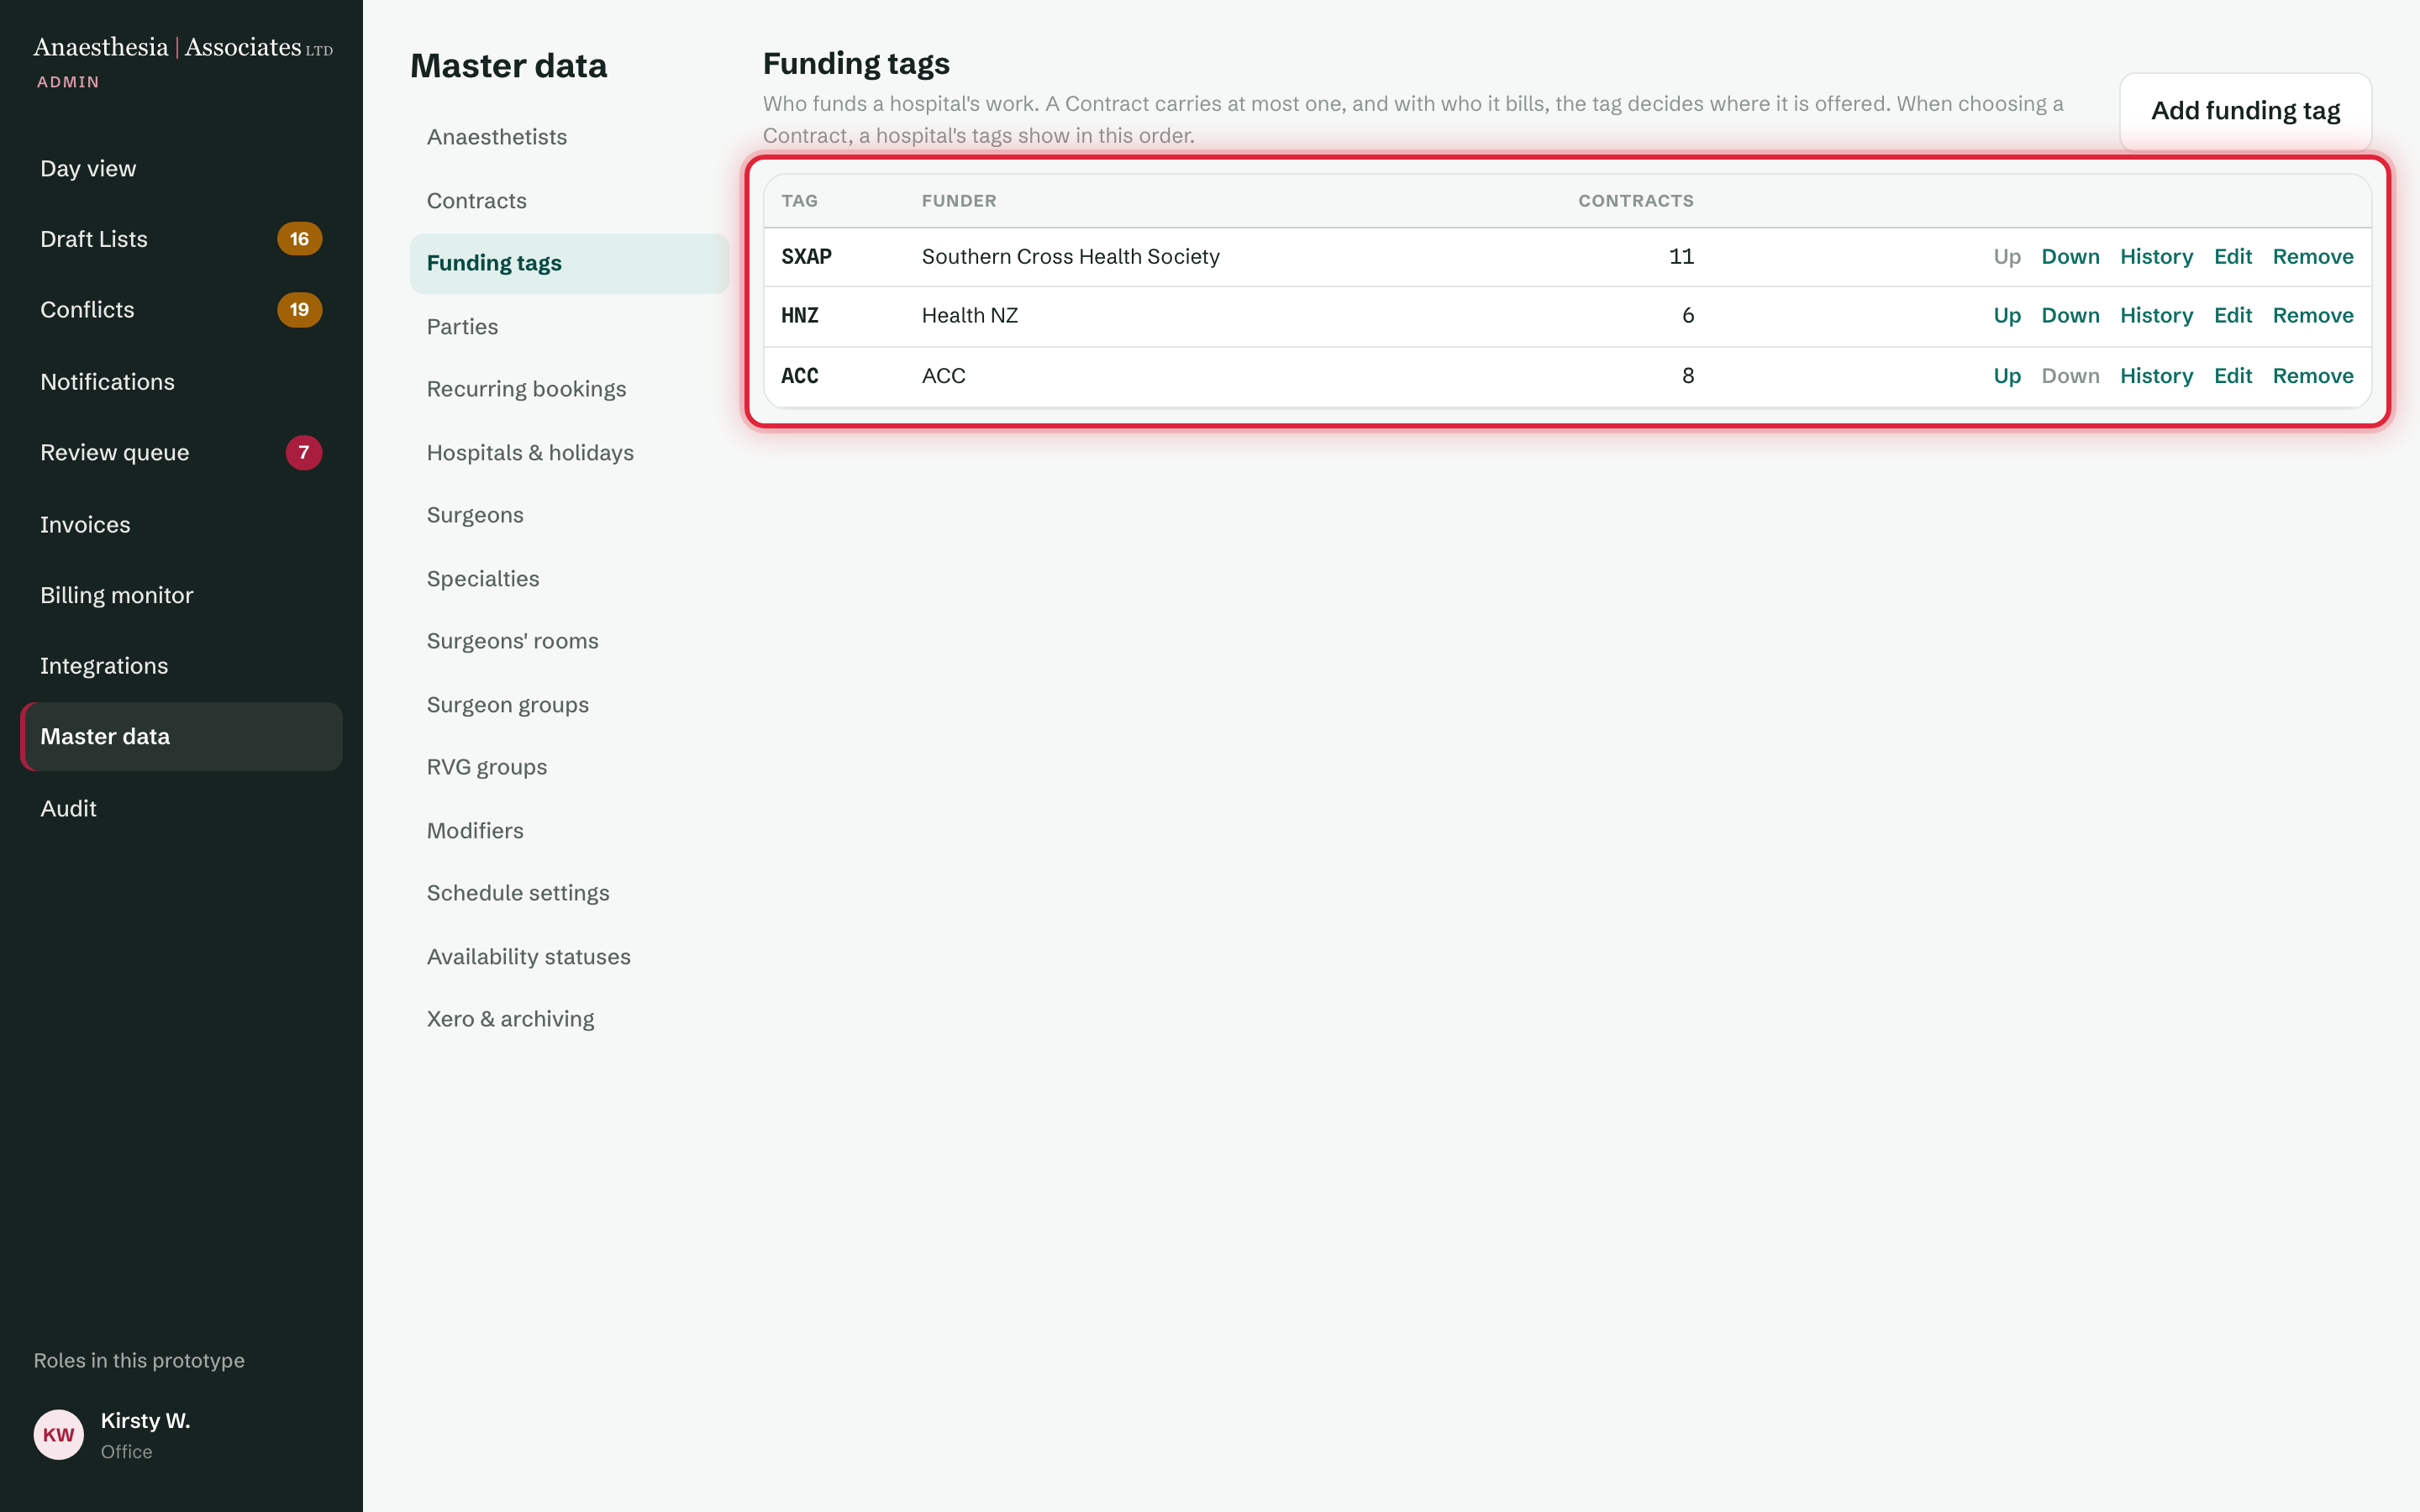 Anaesthesia | Associates LTD
ADMIN
Day view
Draft Lists 16
Conflicts 19
Notifications
Review queue 7
Invoices
Billing monitor
Integrations
Master data
Audit
Roles in this prototype
KW
Kirsty W.
Office
Master data
Anaesthetists
Contracts
Funding tags
Parties
Recurring bookings
Hospitals & holidays
Surgeons
Specialties
Surgeons' rooms
Surgeon groups
RVG groups
Modifiers
Schedule settings
Availability statuses
Xero & archiving
Funding tags
Who funds a hospital's work. A Contract carries at most one, and with who it bills, the tag decides where it is offered. When choosing a
Contract, a hospital's tags show in this order.
Add funding tag
TAG FUNDER CONTRACTS
SXAP Southern Cross Health Society 11 Up Down History Edit Remove
HNZ Health NZ 6 Up Down History Edit Remove
ACC ACC 8 Up Down History Edit Remove